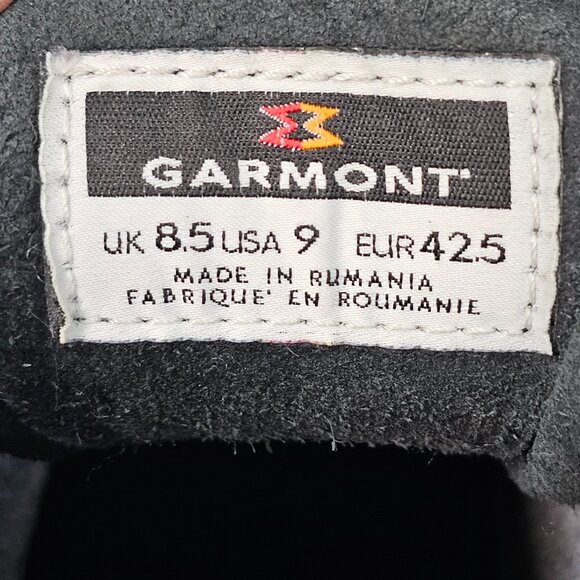 GARMONT
UK 8.5 USA 9 EUR 42.5
MADE IN RUMANIA
FABRIQUE' EN ROUMANIE